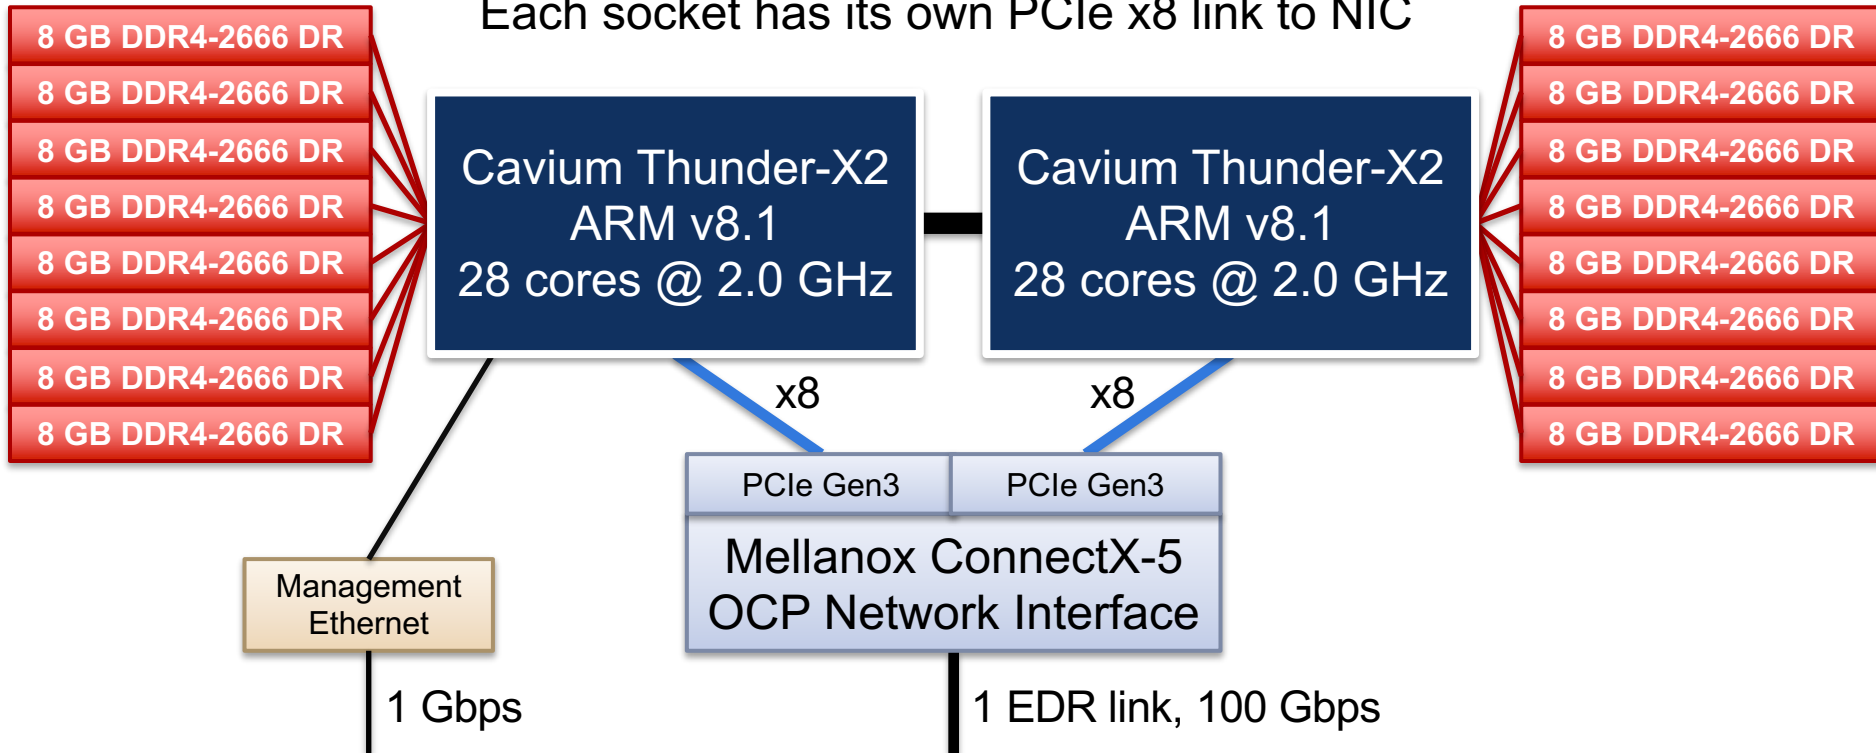 Each socket has its own PCIe x8 link to NIC
8 GB DDR4-2666 DR
8 GB DDR4-2666 DR
8 GB DDR4-2666 DR
8 GB DDR4-2666 DR
8 GB DDR4-2666 DR
8 GB DDR4-2666 DR
8 GB DDR4-2666 DR
8 GB DDR4-2666 DR
Cavium Thunder-X2
ARM v8.1
28 cores @ 2.0 GHz
Cavium Thunder-X2
ARM v8.1
28 cores @ 2.0 GHz
8 GB DDR4-2666 DR
8 GB DDR4-2666 DR
8 GB DDR4-2666 DR
8 GB DDR4-2666 DR
8 GB DDR4-2666 DR
8 GB DDR4-2666 DR
8 GB DDR4-2666 DR
8 GB DDR4-2666 DR
x8
x8
PCIe Gen3
PCIe Gen3
Mellanox ConnectX-5
OCP Network Interface
Management
Ethernet
1 Gbps
1 EDR link, 100 Gbps